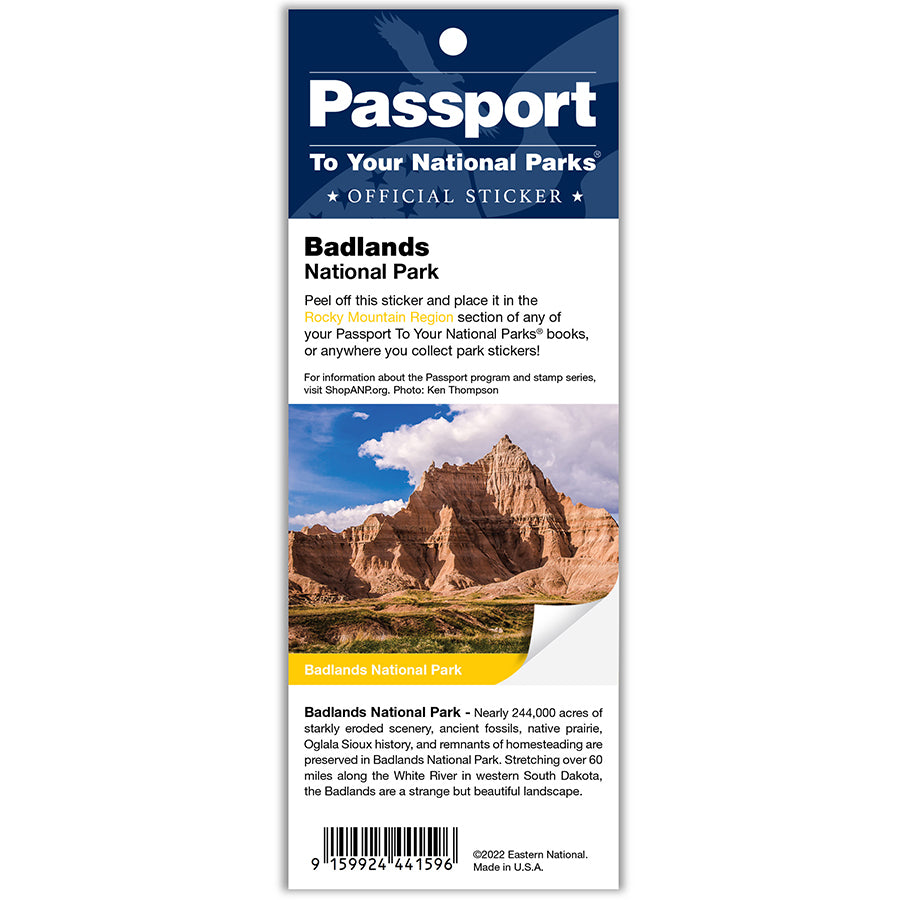 Passport
To Your National Parks®
★ OFFICIAL STICKER ★
Badlands
National Park
Peel off this sticker and place it in the
Rocky Mountain Region section of any of
your Passport To Your National Parks® books,
or anywhere you collect park stickers!
For information about the Passport program and stamp series,
visit ShopANP.org. Photo: Ken Thompson
Badlands National Park
Badlands National Park - Nearly 244,000 acres of
starkly eroded scenery, ancient fossils, native prairie,
Oglala Sioux history, and remnants of homesteading are
preserved in Badlands National Park. Stretching over 60
miles along the White River in western South Dakota,
the Badlands are a strange but beautiful landscape.
9 159924 441596
©2022 Eastern National.
Made in U.S.A.